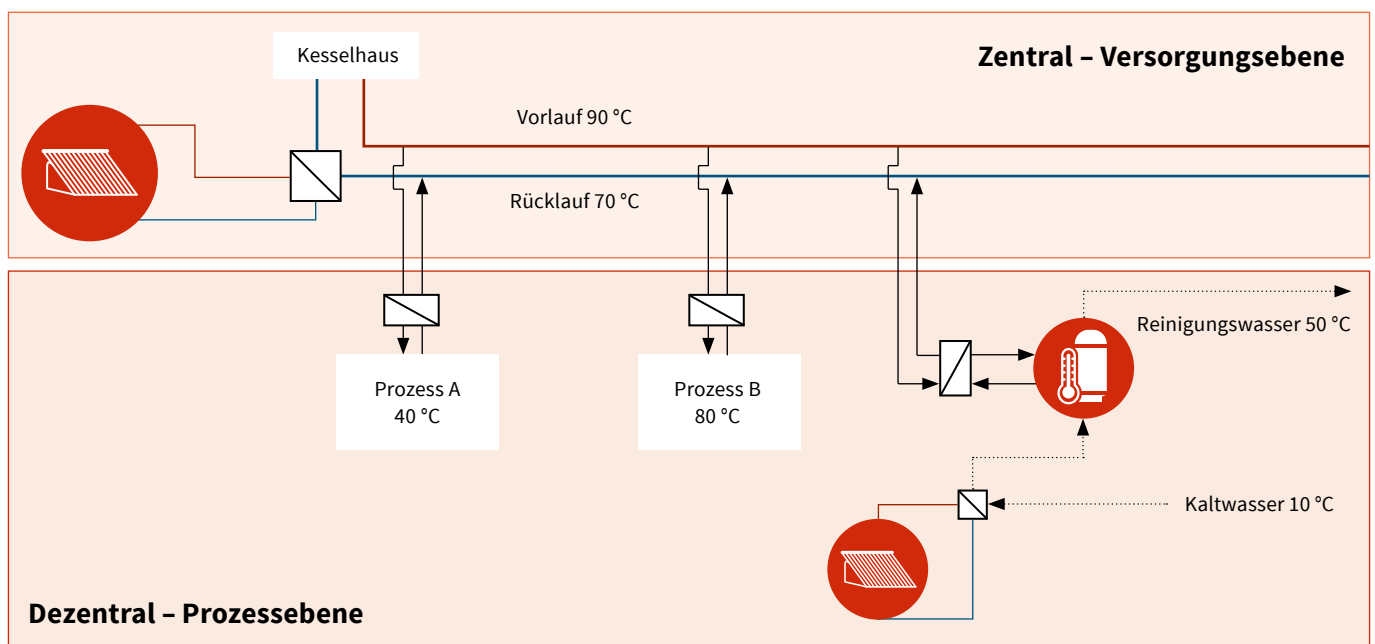 Kesselhaus
Zentral – Versorgungsebene
Vorlauf 90 °C
Rücklauf 70 °C
Reinigungswasser 50 °C
Prozess A
40 °C
Prozess B
80 °C
Kaltwasser 10 °C
Dezentral – Prozessebene